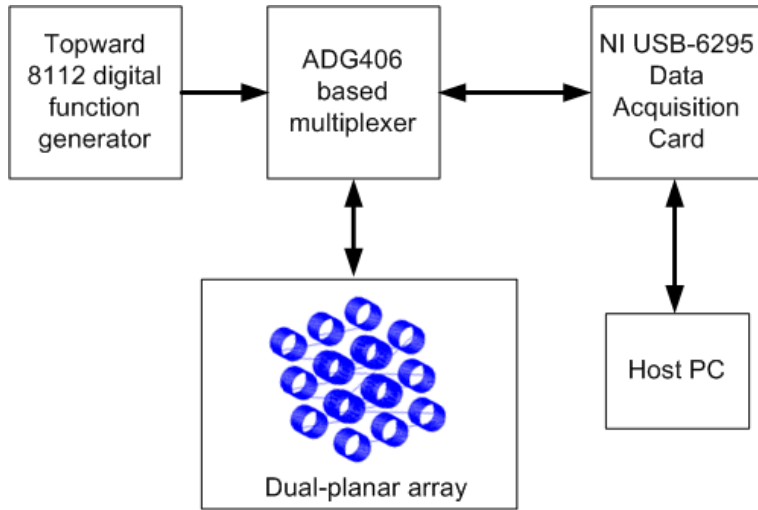 Topward
8112 digital
function
generator
ADG406
based
multiplexer
NI USB-6295
Data
Acquisition
Card
Host PC
Dual-planar array